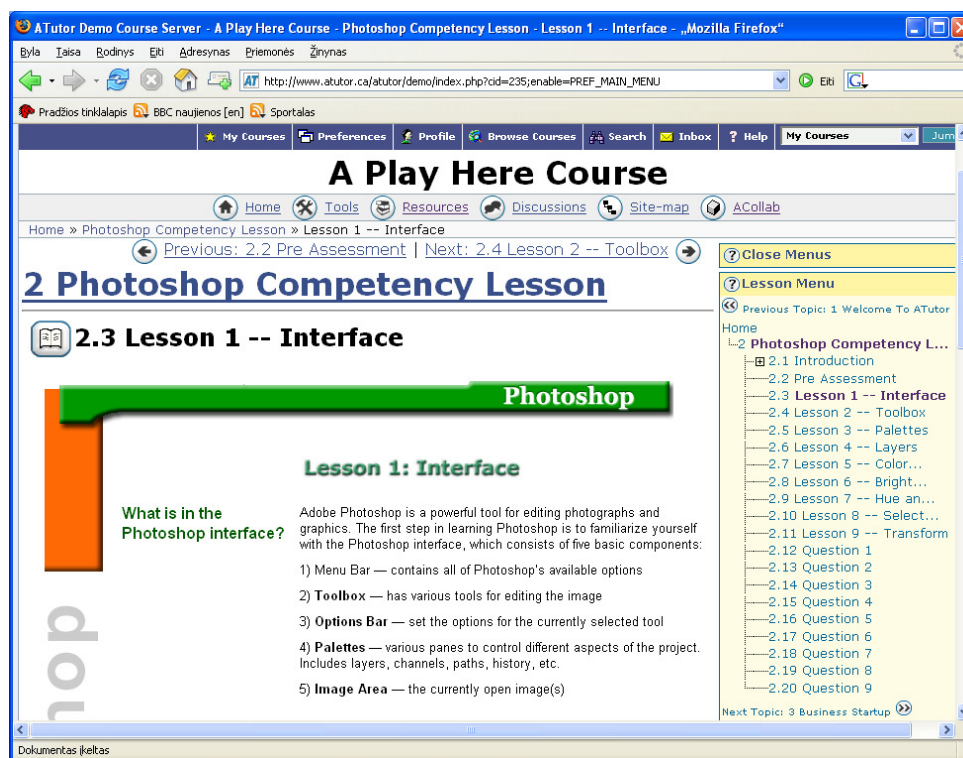 ATutor Demo Course Server - A Play Here Course - Photoshop Competency Lesson - Lesson 1 -- Interface - „Mozilla Firefox“
Byla Taisa Rodinys Eiti Adresynas Priemonės Žinynas
AT http://www.atutor.ca/atutor/demo/index.php?cid=235;enable=PREF_MAIN_MENU Eiti G
Pradžios tinklalapis BBC naujienos [en] Sportalas
My Courses Preferences Profile Browse Courses Search Inbox ? Help My Courses Jum
A Play Here Course
Home Tools Resources Discussions Site-map ACollab
Home » Photoshop Competency Lesson » Lesson 1 -- Interface
Previous: 2.2 Pre Assessment | Next: 2.4 Lesson 2 -- Toolbox
2 Photoshop Competency Lesson
2.3 Lesson 1 -- Interface
Photoshop
Lesson 1: Interface
What is in the
Photoshop interface?
Adobe Photoshop is a powerful tool for editing photographs and
graphics. The first step in learning Photoshop is to familiarize yourself
with the Photoshop interface, which consists of five basic components:
1) Menu Bar — contains all of Photoshop's available options
2) Toolbox — has various tools for editing the image
3) Options Bar — set the options for the currently selected tool
4) Palettes — various panes to control different aspects of the project.
Includes layers, channels, paths, history, etc.
5) Image Area — the currently open image(s)
op
? Close Menus
? Lesson Menu
Previous Topic: 1 Welcome To ATutor
Home
2 Photoshop Competency L...
2.1 Introduction
2.2 Pre Assessment
2.3 Lesson 1 -- Interface
2.4 Lesson 2 -- Toolbox
2.5 Lesson 3 -- Palettes
2.6 Lesson 4 -- Layers
2.7 Lesson 5 -- Color...
2.8 Lesson 6 -- Bright...
2.9 Lesson 7 -- Hue an...
2.10 Lesson 8 -- Select...
2.11 Lesson 9 -- Transform
2.12 Question 1
2.13 Question 2
2.14 Question 3
2.15 Question 4
2.16 Question 5
2.17 Question 6
2.18 Question 7
2.19 Question 8
2.20 Question 9
Next Topic: 3 Business Startup
Dokumentas įkeltas